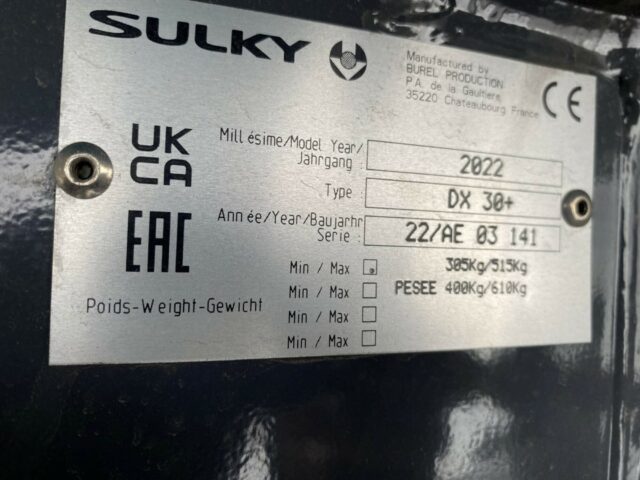 SULKY
Manufactured by
BUREL PRODUCTION
P.A. de la Gaultière
35220 Chateaubourg France
CE
UK
CA
EAC
Millésime/Model Year/
Jahrgang : 2022
Type : DX 30+
Année/Year/Baujahr
Serie : 22/AE 03 141
Poids-Weight-Gewicht
Min / Max 305Kg/515Kg
Min / Max PESEE 400Kg/610Kg
Min / Max
Min / Max